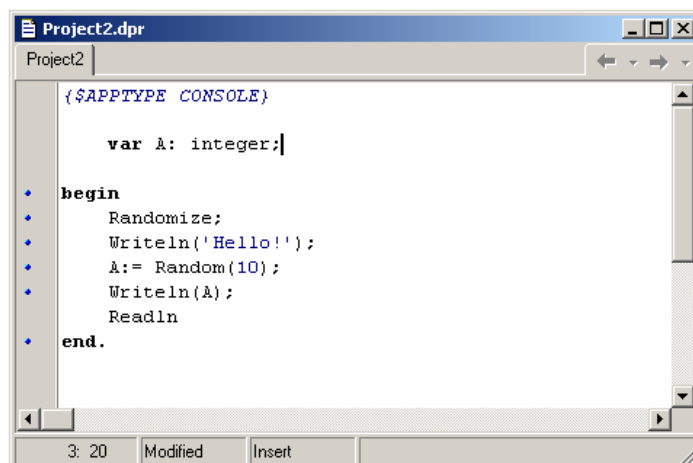 Project2.dpr
Project2
{$APPTYPE CONSOLE}
var A: integer;
begin
Randomize;
Writeln('Hello!');
A:= Random(10);
Writeln(A);
Readln
end.
3: 20 Modified Insert